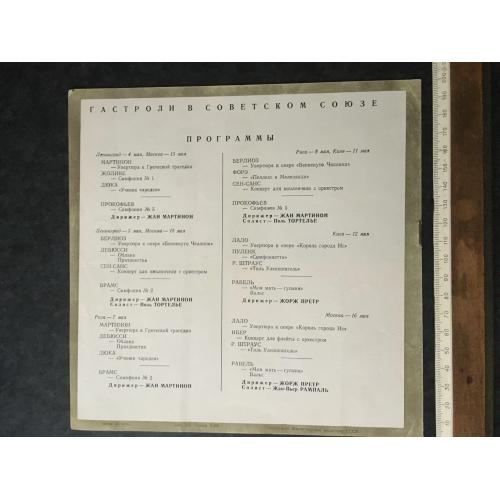 ГАСТРОЛИ В СОВЕТСКОМ СОЮЗЕ
ПРОГРАММЫ
Ленинград — 4 мая, Москва — 13 мая
МАРТИНОН
— Увертюра к Греческой трагедии
ЖОЛИВЕ
— Симфония № 1
ДЮКА
— «Ученик чародея»
ПРОКОФЬЕВ
— Симфония № 5
Дирижер — ЖАН МАРТИНОН
Ленинград — 5 мая, Москва — 18 мая
БЕРЛИОЗ
— Увертюра к опере «Бенвенуто Челлини»
ДЕБЮССИ
— Облака
Празднества
СЕН-САНС
— Концерт для виолончели с оркестром
БРАМС
— Симфония № 2
Дирижер — ЖАН МАРТИНОН
Солист — Поль ТОРТЕЛЬЕ
Рига — 7 мая
МАРТИНОН
— Увертюра к Греческой трагедии
ДЕБЮССИ
— Облака
Празднества
ДЮКА
— «Ученик чародея»
БРАМС
— Симфония № 2
Дирижер — ЖАН МАРТИНОН
Рига — 8 мая, Киев — 11 мая
БЕРЛИОЗ
— Увертюра к опере «Бенвенуто Челлини»
ФОРЭ
— «Пеллеас и Мелизанда»
СЕН-САНС
— Концерт для виолончели с оркестром
ПРОКОФЬЕВ
— Симфония № 5
Дирижер — ЖАН МАРТИНОН
Солист — Поль ТОРТЕЛЬЕ
Киев — 12 мая
ЛАЛО
— Увертюра к опере «Король города Ис»
ПУЛЕНК
— «Симфониетта»
Р. ШТРАУС
— «Тиль Уленшпигель»
РАВЕЛЬ
— «Моя мать — гусыня»
Вальс
Дирижер — ЖОРЖ ПРЕТР
Москва — 16 мая
ЛАЛО
— Увертюра к опере «Король города Ис»
ИБЕР
— Концерт для флейты с оркестром
Р. ШТРАУС
— «Тиль Уленшпигель»
РАВЕЛЬ
— «Моя мать — гусыня»
Вальс
Дирижер — ЖОРЖ ПРЕТР
Солист — Жан-Пьер РАМПАЛЬ